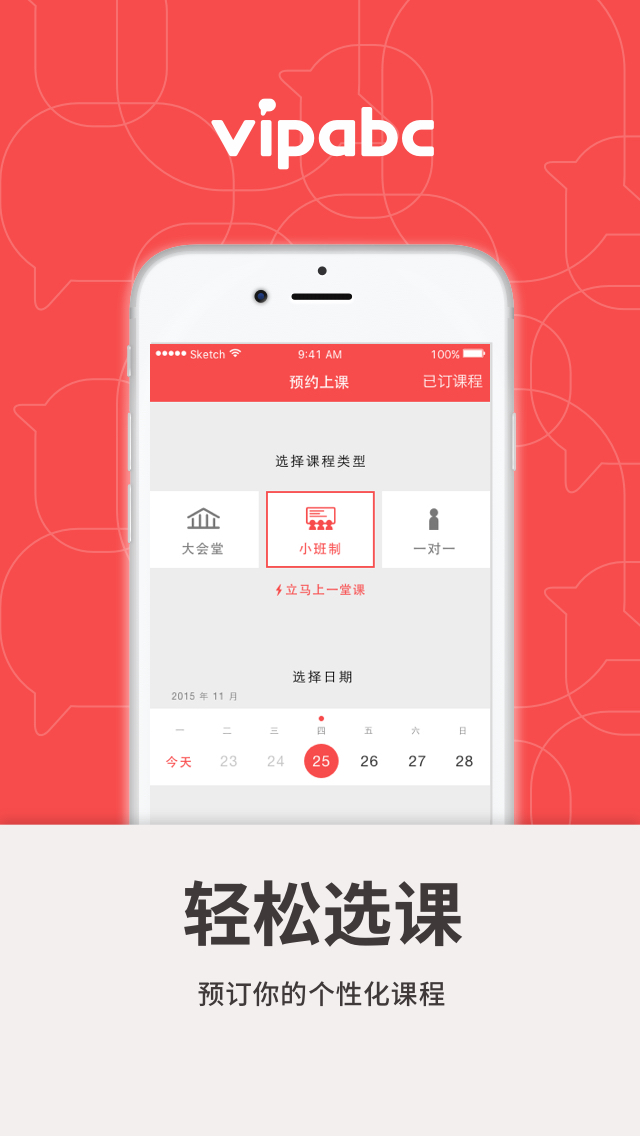 vipabc
Sketch 9:41 AM 100%
预约上课 已订课程
选择课程类型
大会堂 小班制 一对一
立马上一堂课
选择日期
2015 年 11 月
一 二 三 四 五 六 日
今天 23 24 25 26 27 28
轻松选课
预订你的个性化课程